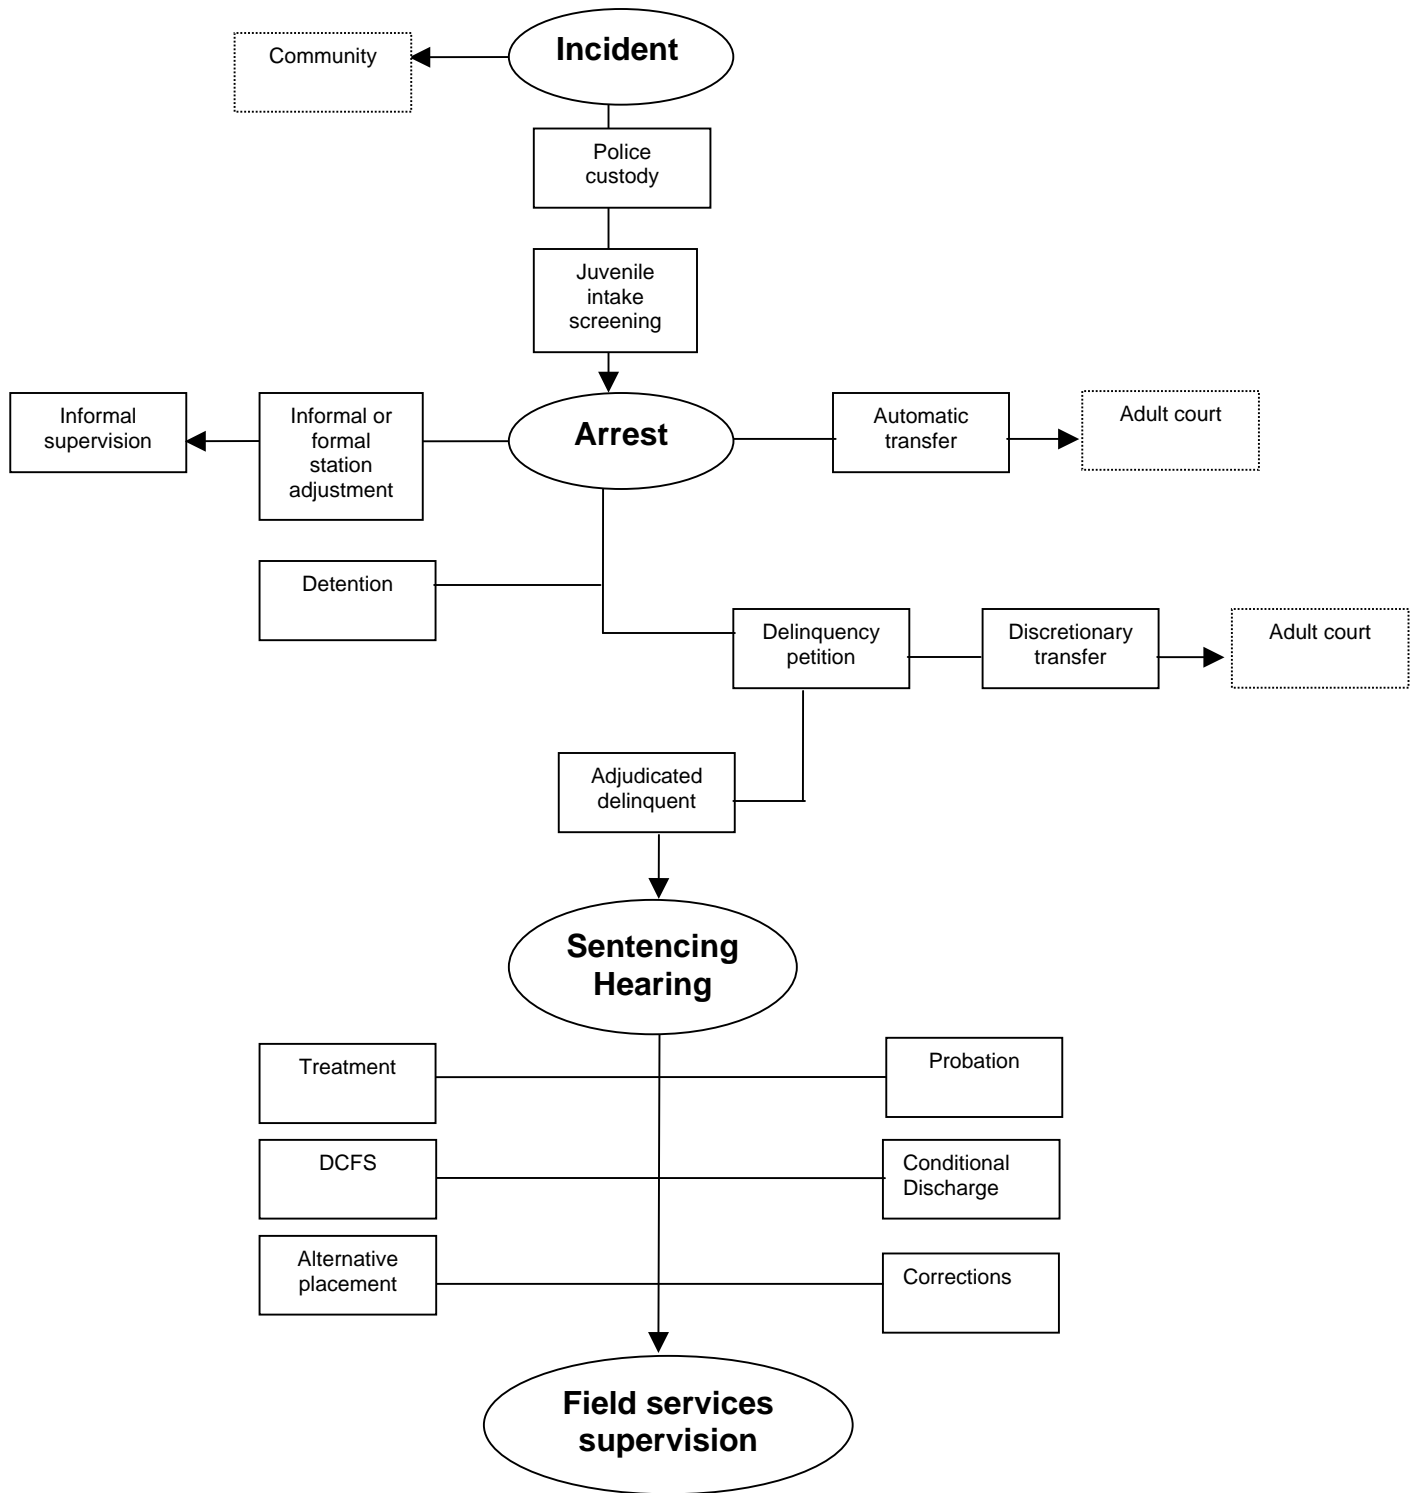 Incident
Community
Police
custody
Juvenile
intake
screening
Informal
supervision
Informal or
formal
station
adjustment
Arrest
Automatic
transfer
Adult court
Detention
Delinquency
petition
Discretionary
transfer
Adult court
Adjudicated
delinquent
Sentencing
Hearing
Treatment
Probation
DCFS
Conditional
Discharge
Alternative
placement
Corrections
Field services
supervision